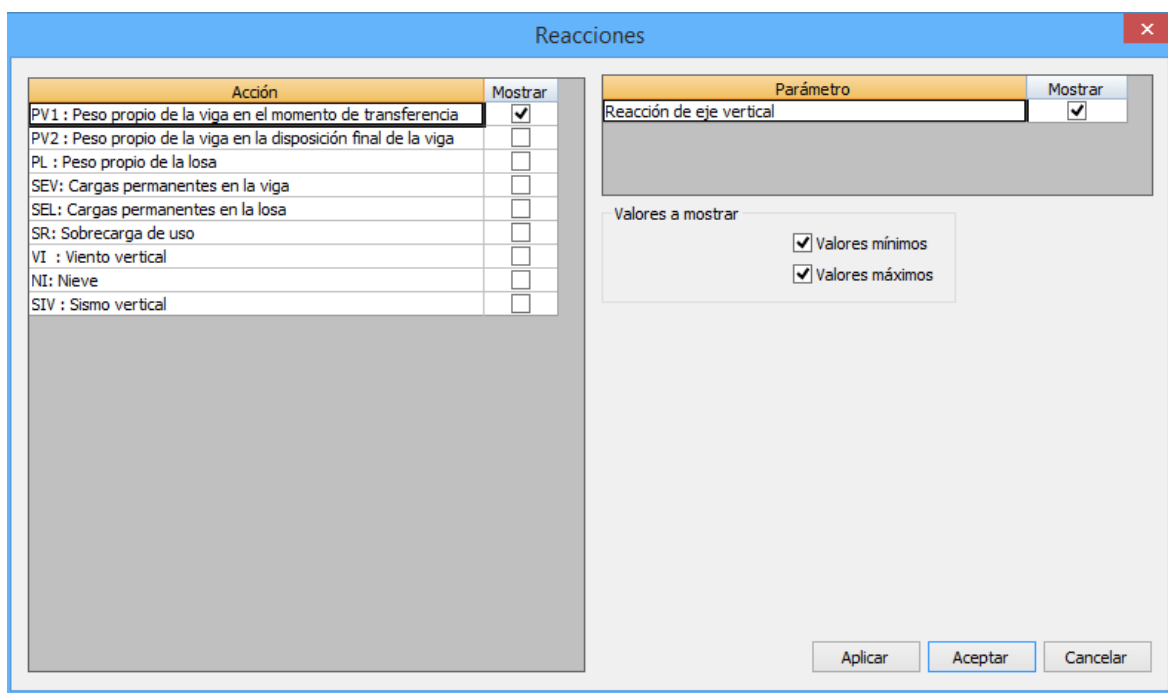 Reacciones
Acción Mostrar
PV1 : Peso propio de la viga en el momento de transferencia
PV2 : Peso propio de la viga en la disposición final de la viga
PL : Peso propio de la losa
SEV: Cargas permanentes en la viga
SEL: Cargas permanentes en la losa
SR: Sobrecarga de uso
VI : Viento vertical
NI: Nieve
SIV : Sismo vertical
Parámetro Mostrar
Reacción de eje vertical
Valores a mostrar
Valores mínimos
Valores máximos
Aplicar Aceptar Cancelar